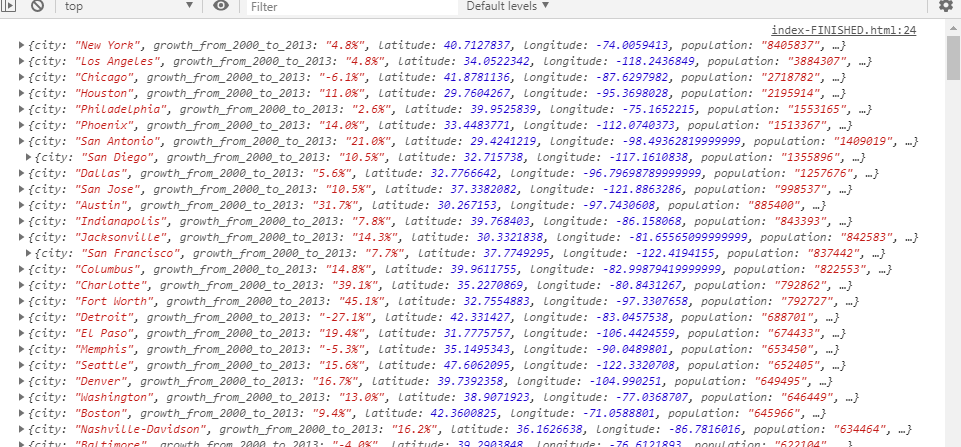 top Filter Default levels
index-FINISHED.html:24
{city: "New York", growth_from_2000_to_2013: "4.8%", latitude: 40.7127837, longitude: -74.0059413, population: "8405837", …}
{city: "Los Angeles", growth_from_2000_to_2013: "4.8%", latitude: 34.0522342, longitude: -118.2436849, population: "3884307", …}
{city: "Chicago", growth_from_2000_to_2013: "-6.1%", latitude: 41.8781136, longitude: -87.6297982, population: "2718782", …}
{city: "Houston", growth_from_2000_to_2013: "11.0%", latitude: 29.7604267, longitude: -95.3698028, population: "2195914", …}
{city: "Philadelphia", growth_from_2000_to_2013: "2.6%", latitude: 39.9525839, longitude: -75.1652215, population: "1553165", …}
{city: "Phoenix", growth_from_2000_to_2013: "14.0%", latitude: 33.4483771, longitude: -112.0740373, population: "1513367", …}
{city: "San Antonio", growth_from_2000_to_2013: "21.0%", latitude: 29.4241219, longitude: -98.49362819999999, population: "1409019", …}
{city: "San Diego", growth_from_2000_to_2013: "10.5%", latitude: 32.715738, longitude: -117.1610838, population: "1355896", …}
{city: "Dallas", growth_from_2000_to_2013: "5.6%", latitude: 32.7766642, longitude: -96.79698789999999, population: "1257676", …}
{city: "San Jose", growth_from_2000_to_2013: "10.5%", latitude: 37.3382082, longitude: -121.8863286, population: "998537", …}
{city: "Austin", growth_from_2000_to_2013: "31.7%", latitude: 30.267153, longitude: -97.7430608, population: "885400", …}
{city: "Indianapolis", growth_from_2000_to_2013: "7.8%", latitude: 39.768403, longitude: -86.158068, population: "843393", …}
{city: "Jacksonville", growth_from_2000_to_2013: "14.3%", latitude: 30.3321838, longitude: -81.65565099999999, population: "842583", …}
{city: "San Francisco", growth_from_2000_to_2013: "7.7%", latitude: 37.7749295, longitude: -122.4194155, population: "837442", …}
{city: "Columbus", growth_from_2000_to_2013: "14.8%", latitude: 39.9611755, longitude: -82.99879419999999, population: "822553", …}
{city: "Charlotte", growth_from_2000_to_2013: "39.1%", latitude: 35.2270869, longitude: -80.8431267, population: "792862", …}
{city: "Fort Worth", growth_from_2000_to_2013: "45.1%", latitude: 32.7554883, longitude: -97.3307658, population: "792727", …}
{city: "Detroit", growth_from_2000_to_2013: "-27.1%", latitude: 42.331427, longitude: -83.0457538, population: "688701", …}
{city: "El Paso", growth_from_2000_to_2013: "19.4%", latitude: 31.7775757, longitude: -106.4424559, population: "674433", …}
{city: "Memphis", growth_from_2000_to_2013: "-5.3%", latitude: 35.1495343, longitude: -90.0489801, population: "653450", …}
{city: "Seattle", growth_from_2000_to_2013: "15.6%", latitude: 47.6062095, longitude: -122.3320708, population: "652405", …}
{city: "Denver", growth_from_2000_to_2013: "16.7%", latitude: 39.7392358, longitude: -104.990251, population: "649495", …}
{city: "Washington", growth_from_2000_to_2013: "13.0%", latitude: 38.9071923, longitude: -77.0368707, population: "646449", …}
{city: "Boston", growth_from_2000_to_2013: "9.4%", latitude: 42.3600825, longitude: -71.0588801, population: "645966", …}
{city: "Nashville-Davidson", growth_from_2000_to_2013: "16.2%", latitude: 36.1626638, longitude: -86.7816016, population: "634464", …}
{city: "Baltimore", growth_from_2000_to_2013: "-4.0%", latitude: 39.2903848, longitude: -76.6121893, population: "622104", …}